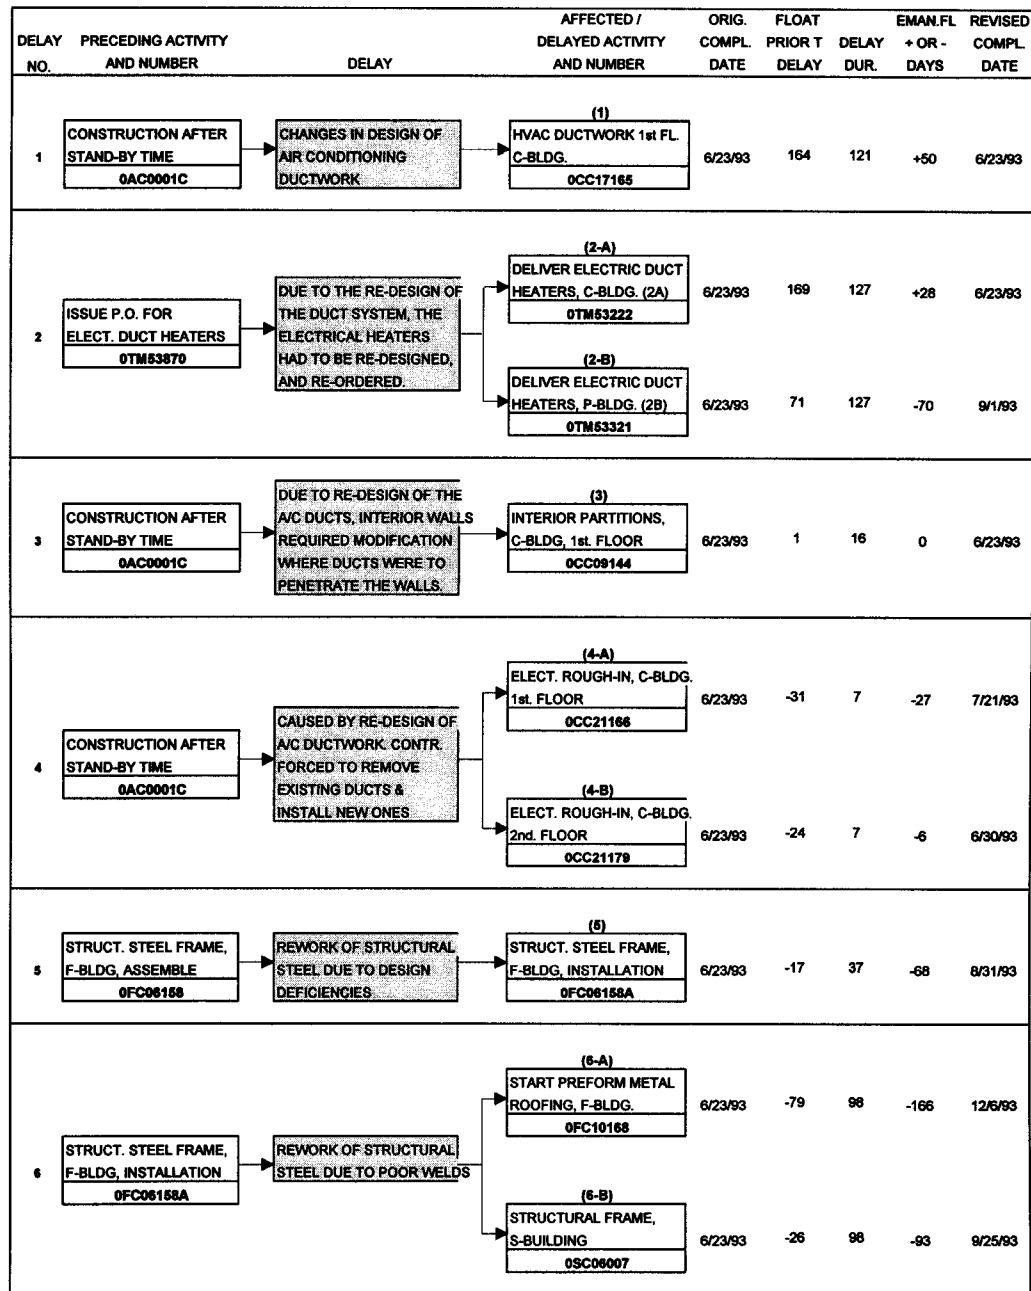 AFFECTED / ORIG. FLOAT EMAN.FL REVISED
DELAY PRECEDING ACTIVITY DELAYED ACTIVITY COMPL. PRIOR T DELAY + OR - COMPL.
NO. AND NUMBER DELAY AND NUMBER DATE DELAY DUR. DAYS DATE
1
CONSTRUCTION AFTER
STAND-BY TIME
0AC0001C
CHANGES IN DESIGN OF
AIR CONDITIONING
DUCTWORK
(1)
HVAC DUCTWORK 1st FL.
C-BLDG.
0CC17165
6/23/93 164 121 +50 6/23/93
2
ISSUE P.O. FOR
ELECT. DUCT HEATERS
0TM53870
DUE TO THE RE-DESIGN OF
THE DUCT SYSTEM, THE
ELECTRICAL HEATERS
HAD TO BE RE-DESIGNED,
AND RE-ORDERED.
(2-A)
DELIVER ELECTRIC DUCT
HEATERS, C-BLDG. (2A)
0TM53222
6/23/93 169 127 +28 6/23/93
(2-B)
DELIVER ELECTRIC DUCT
HEATERS, P-BLDG. (2B)
0TM53321
6/23/93 71 127 -70 9/1/93
3
CONSTRUCTION AFTER
STAND-BY TIME
0AC0001C
DUE TO RE-DESIGN OF THE
A/C DUCTS, INTERIOR WALLS
REQUIRED MODIFICATION
WHERE DUCTS WERE TO
PENETRATE THE WALLS.
(3)
INTERIOR PARTITIONS,
C-BLDG, 1st. FLOOR
0CC09144
6/23/93 1 16 0 6/23/93
4
CONSTRUCTION AFTER
STAND-BY TIME
0AC0001C
CAUSED BY RE-DESIGN OF
A/C DUCTWORK. CONTR.
FORCED TO REMOVE
EXISTING DUCTS &
INSTALL NEW ONES
(4-A)
ELECT. ROUGH-IN, C-BLDG.
1st. FLOOR
0CC21166
6/23/93 -31 7 -27 7/21/93
(4-B)
ELECT. ROUGH-IN, C-BLDG.
2nd. FLOOR
0CC21179
6/23/93 -24 7 -6 6/30/93
5
STRUCT. STEEL FRAME,
F-BLDG, ASSEMBLE
0FC06158
REWORK OF STRUCTURAL
STEEL DUE TO DESIGN
DEFICIENCIES
(5)
STRUCT. STEEL FRAME,
F-BLDG, INSTALLATION
0FC06158A
6/23/93 -17 37 -68 8/31/93
6
STRUCT. STEEL FRAME,
F-BLDG, INSTALLATION
0FC06158A
REWORK OF STRUCTURAL
STEEL DUE TO POOR WELDS
(6-A)
START PREFORM METAL
ROOFING, F-BLDG.
0FC10168
6/23/93 -79 98 -166 12/6/93
(6-B)
STRUCTURAL FRAME,
S-BUILDING
0SC06007
6/23/93 -26 98 -93 9/25/93